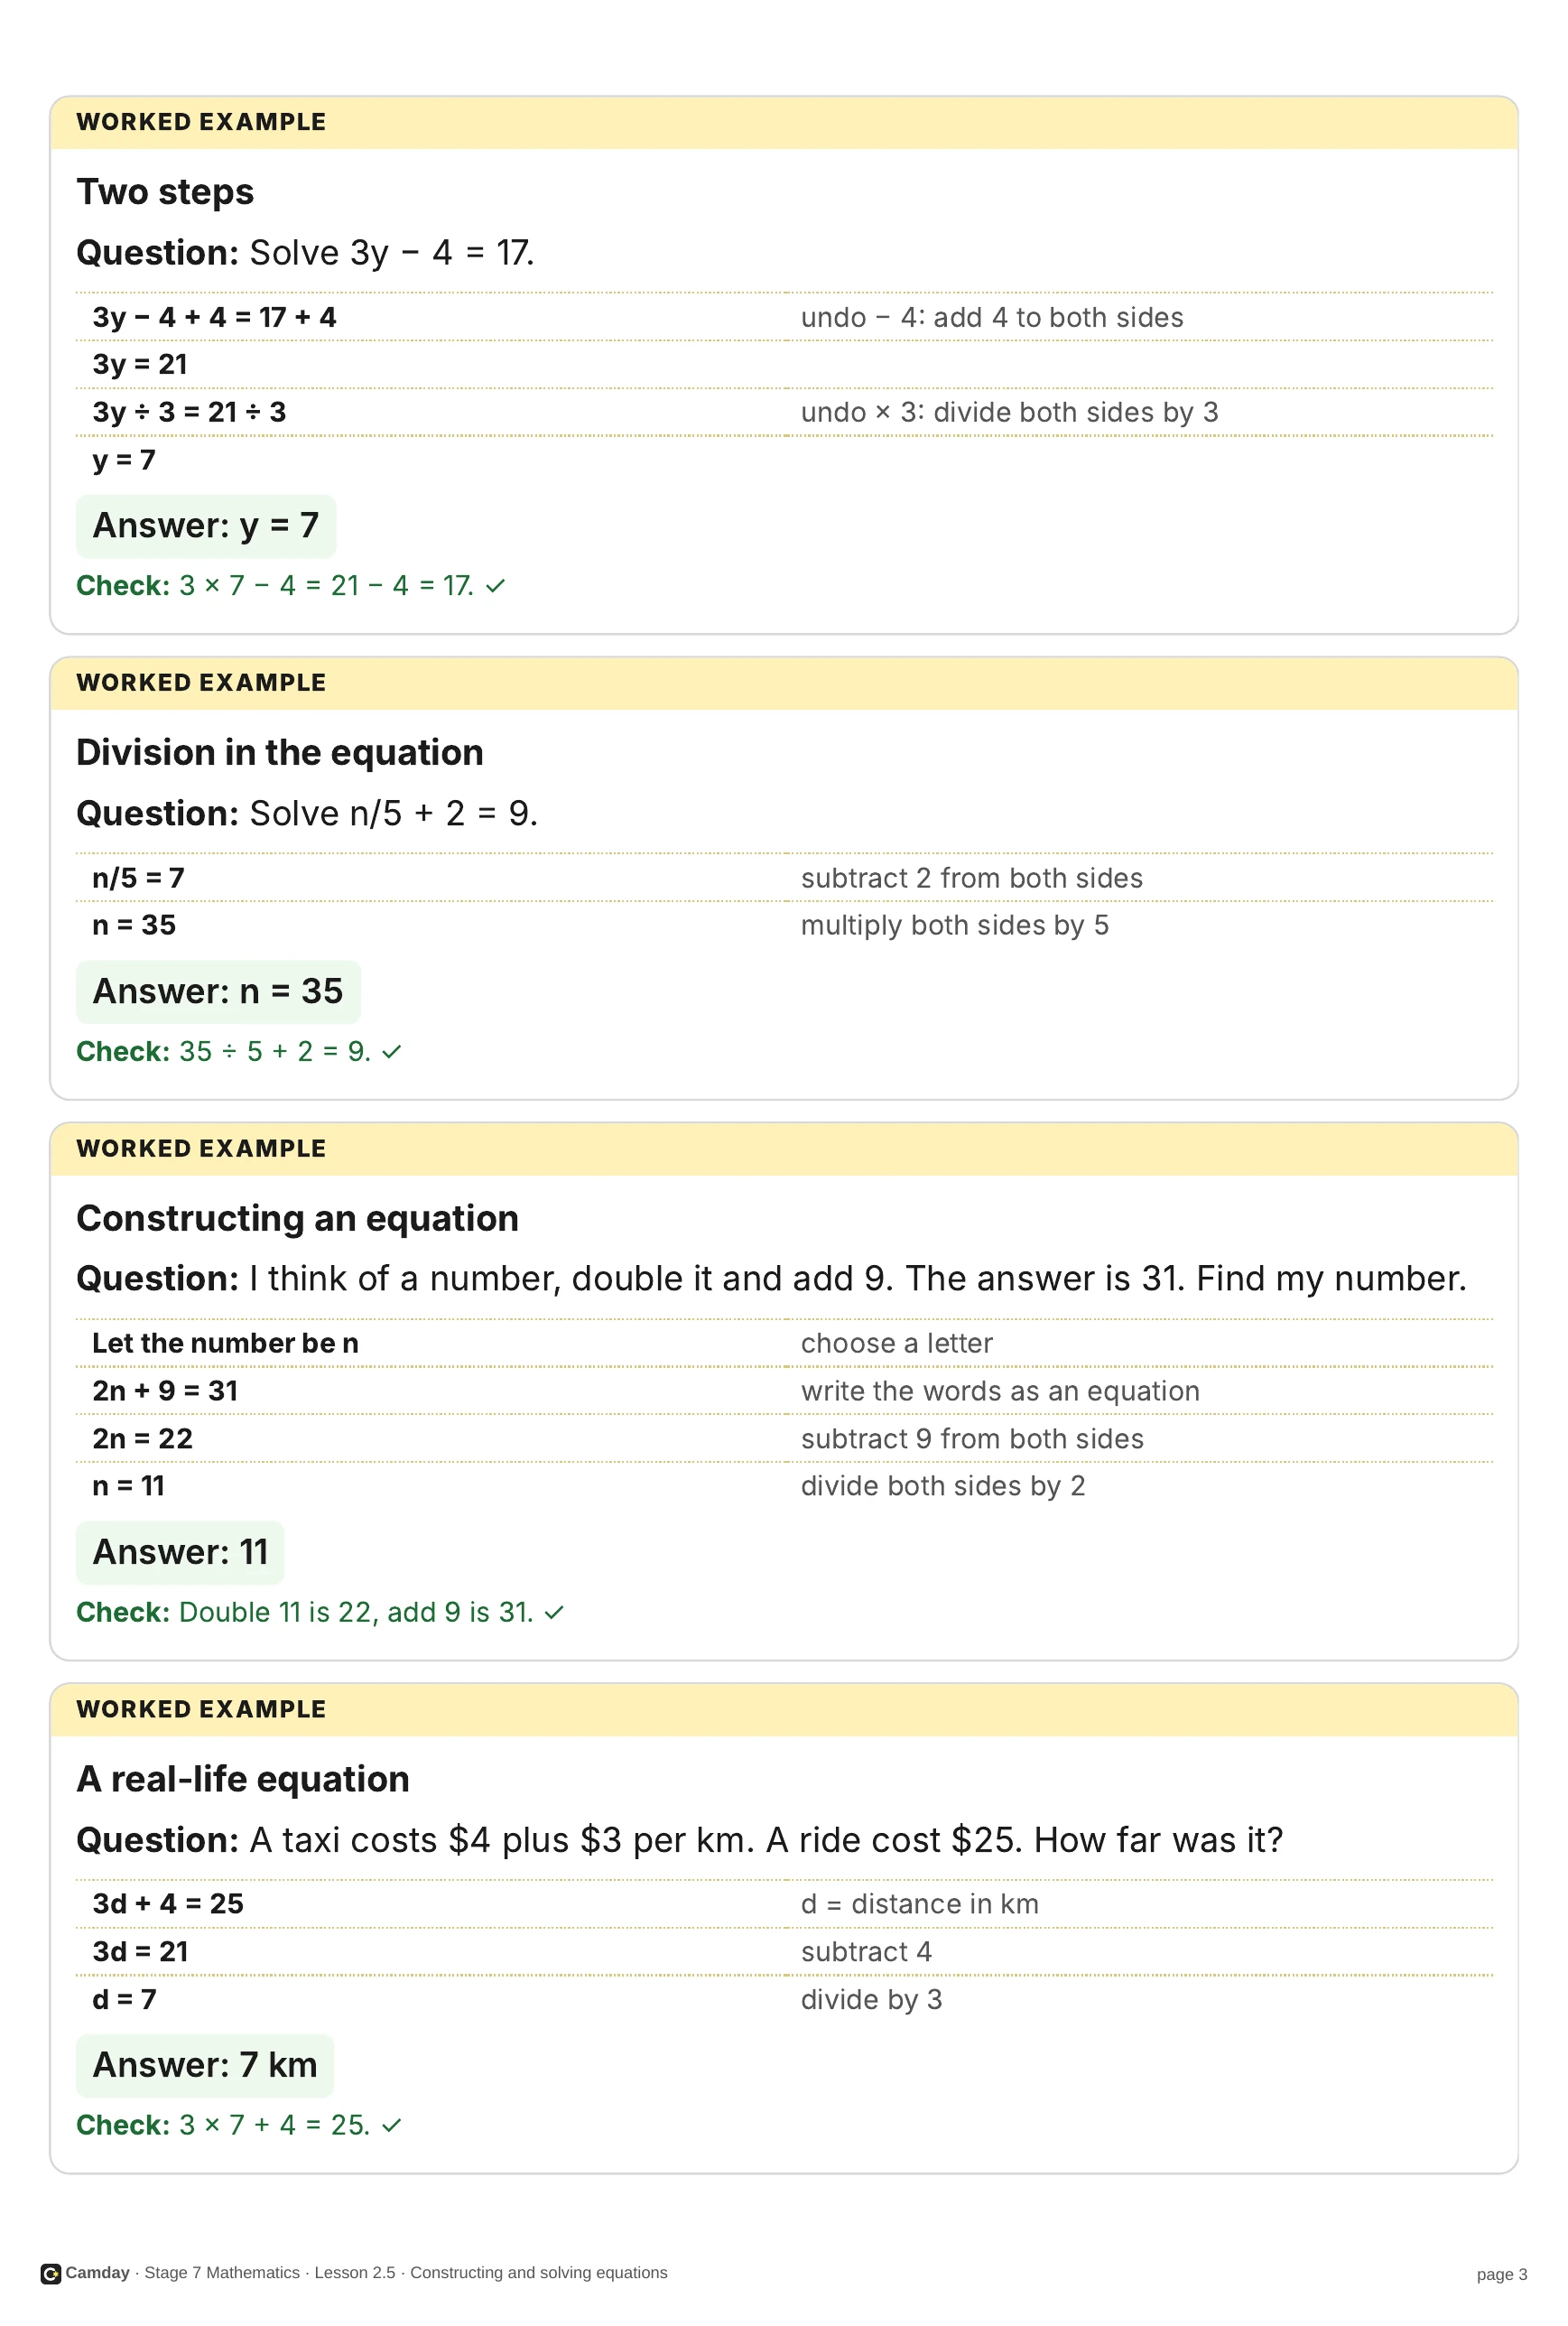 WORKED EXAMPLE
Two steps
Question: Solve 3y − 4 = 17.
3y − 4 + 4 = 17 + 4 undo − 4: add 4 to both sides
3y = 21
3y ÷ 3 = 21 ÷ 3 undo × 3: divide both sides by 3
y = 7
Answer: y = 7
Check: 3 × 7 − 4 = 21 − 4 = 17. ✓
WORKED EXAMPLE
Division in the equation
Question: Solve n/5 + 2 = 9.
n/5 = 7 subtract 2 from both sides
n = 35 multiply both sides by 5
Answer: n = 35
Check: 35 ÷ 5 + 2 = 9. ✓
WORKED EXAMPLE
Constructing an equation
Question: I think of a number, double it and add 9. The answer is 31. Find my number.
Let the number be n choose a letter
2n + 9 = 31 write the words as an equation
2n = 22 subtract 9 from both sides
n = 11 divide both sides by 2
Answer: 11
Check: Double 11 is 22, add 9 is 31. ✓
WORKED EXAMPLE
A real-life equation
Question: A taxi costs $4 plus $3 per km. A ride cost $25. How far was it?
3d + 4 = 25 d = distance in km
3d = 21 subtract 4
d = 7 divide by 3
Answer: 7 km
Check: 3 × 7 + 4 = 25. ✓
Camday · Stage 7 Mathematics · Lesson 2.5 · Constructing and solving equations page 3